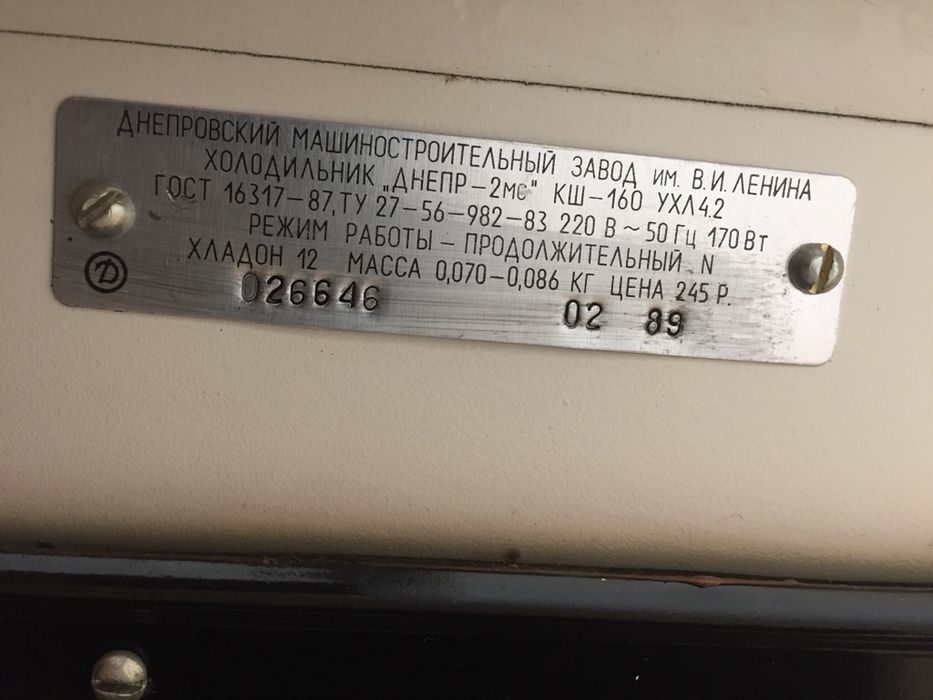 ДНЕПРОВСКИЙ МАШИНОСТРОИТЕЛЬНЫЙ ЗАВОД ИМ. В.И.ЛЕНИНА
ХОЛОДИЛЬНИК „ДНЕПР-2МС" КШ-160 УХЛ4.2
ГОСТ 16317-87, ТУ 27-56-982-83 220 В ~ 50 Гц 170 Вт
РЕЖИМ РАБОТЫ - ПРОДОЛЖИТЕЛЬНЫЙ N
ХЛАДОН 12 МАССА 0,070-0,086 КГ ЦЕНА 245 Р.
Д 026646 02 89